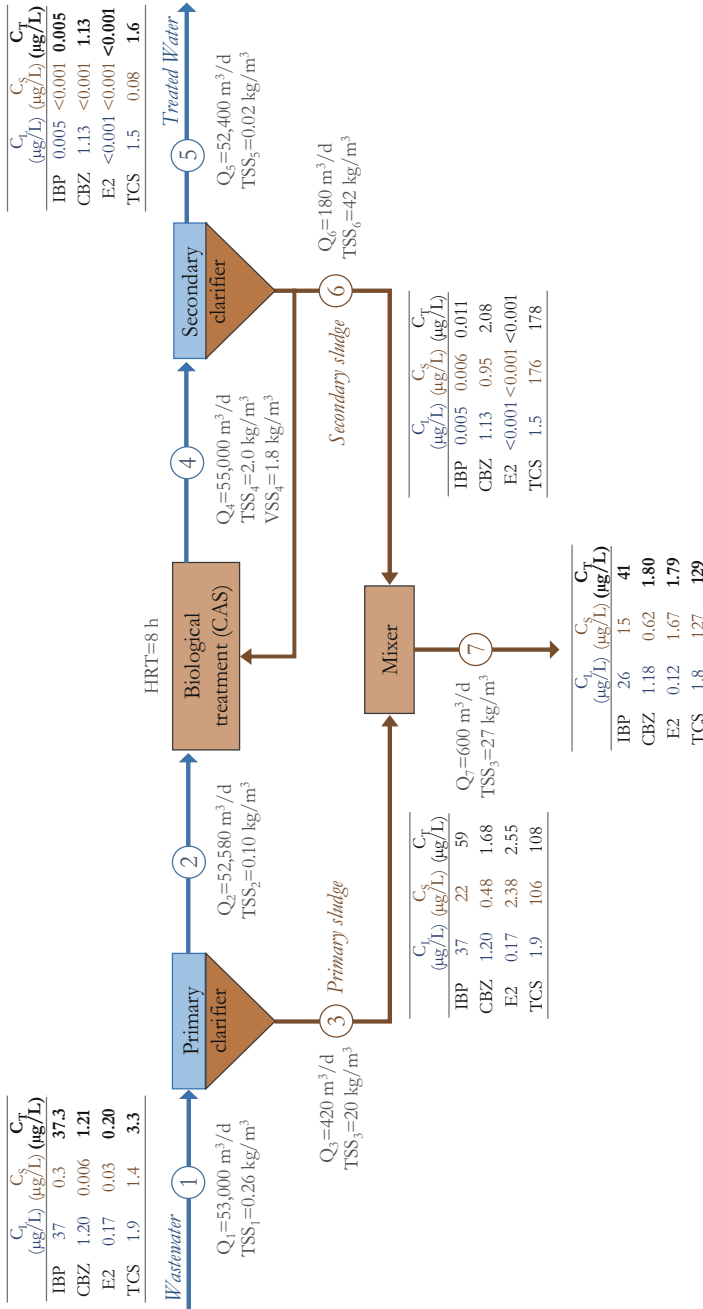 C_L C_S C_T
(µg/L) (µg/L) (µg/L)
IBP 37 0.3 37.3
CBZ 1.20 0.006 1.21
E2 0.17 0.03 0.20
TCS 1.9 1.4 3.3
Wastewater
1
Q1=53,000 m³/d
TSS1=0.26 kg/m³
Primary
clarifier
2
Q2=52,580 m³/d
TSS2=0.10 kg/m³
HRT=8 h
Biological
treatment (CAS)
4
Q4=55,000 m³/d
TSS4=2.0 kg/m³
VSS4=1.8 kg/m³
Secondary
clarifier
5
Treated Water
Q5=52,400 m³/d
TSS5=0.02 kg/m³
C_L C_S C_T
(µg/L) (µg/L) (µg/L)
IBP 0.005 <0.001 0.005
CBZ 1.13 <0.001 1.13
E2 <0.001 <0.001 <0.001
TCS 1.5 0.08 1.6
3
Primary sludge
Q3=420 m³/d
TSS3=20 kg/m³
C_L C_S C_T
(µg/L) (µg/L) (µg/L)
IBP 37 22 59
CBZ 1.20 0.48 1.68
E2 0.17 2.38 2.55
TCS 1.9 106 108
Mixer
6
Secondary sludge
Q6=180 m³/d
TSS6=42 kg/m³
C_L C_S C_T
(µg/L) (µg/L) (µg/L)
IBP 0.005 0.006 0.011
CBZ 1.13 0.95 2.08
E2 <0.001 <0.001 <0.001
TCS 1.5 176 178
7
Q7=600 m³/d
TSS3=27 kg/m³
C_L C_S C_T
(µg/L) (µg/L) (µg/L)
IBP 26 15 41
CBZ 1.18 0.62 1.80
E2 0.12 1.67 1.79
TCS 1.8 127 129